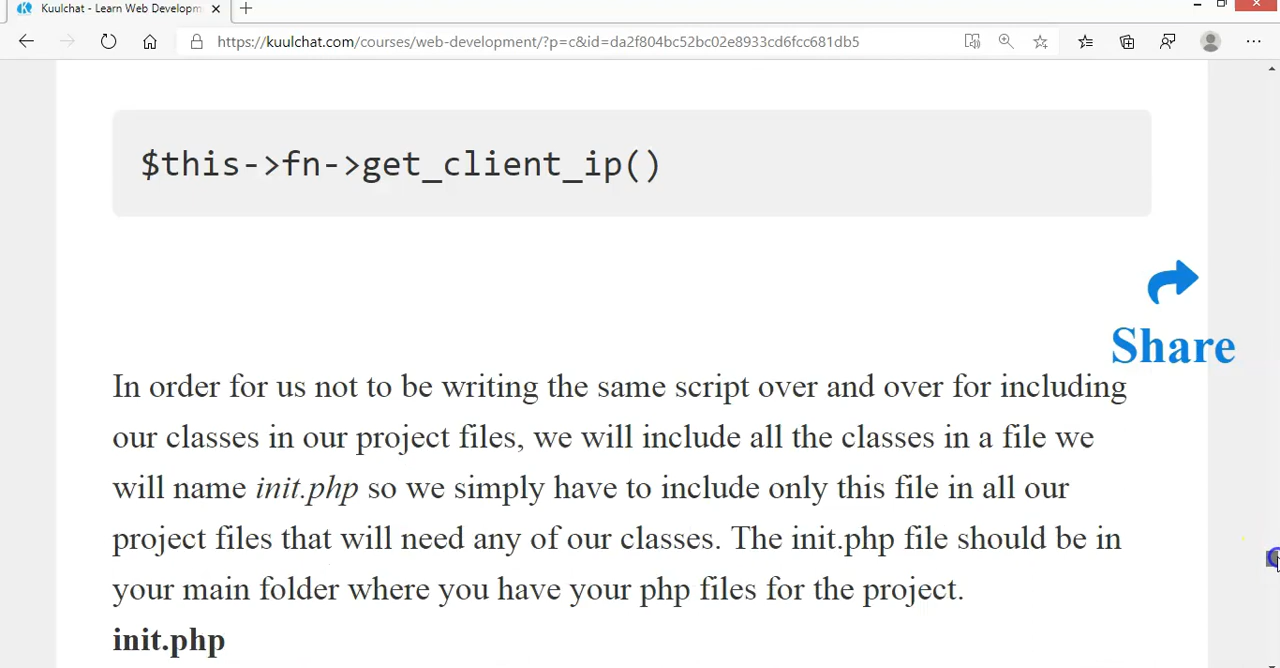 Kuulchat - Learn Web Developm
https://kuulchat.com/courses/web-development/?p=c&id=da2f804bc52bc02e8933cd6fcc681db5
$this->fn->get_client_ip()
Share
In order for us not to be writing the same script over and over for including
our classes in our project files, we will include all the classes in a file we
will name init.php so we simply have to include only this file in all our
project files that will need any of our classes. The init.php file should be in
your main folder where you have your php files for the project.
init.php